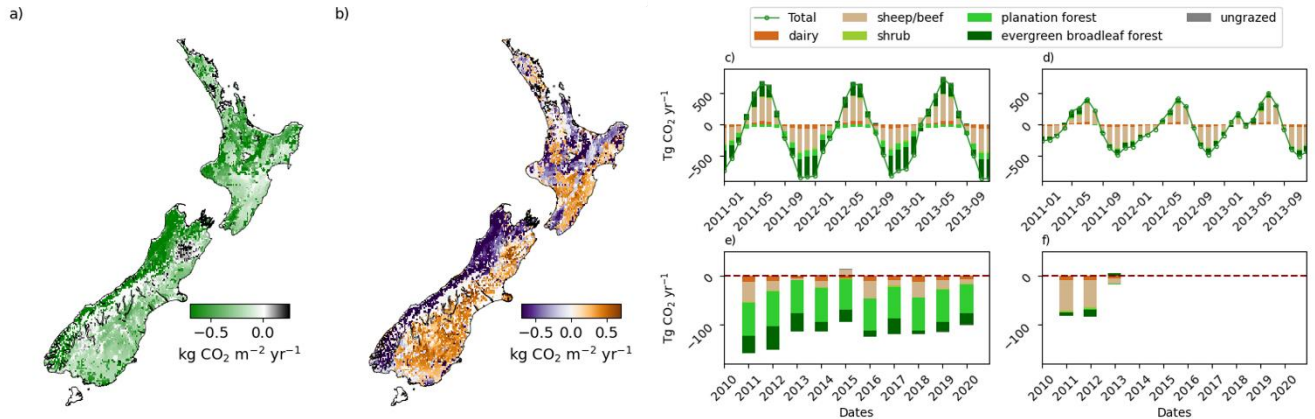 a)
b)
Total
dairy
sheep/beef
shrub
planation forest
evergreen broadleaf forest
ungrazed
−0.5 0.0
kg CO₂ m⁻² yr⁻¹
−0.5 0.0 0.5
kg CO₂ m⁻² yr⁻¹
c)
Tg CO₂ yr⁻¹
500
0
−500
2011-01
2011-05
2011-09
2012-01
2012-05
2012-09
2013-01
2013-05
2013-09
d)
500
0
−500
2011-01
2011-05
2011-09
2012-01
2012-05
2012-09
2013-01
2013-05
2013-09
e)
Tg CO₂ yr⁻¹
0
−100
2010
2011
2012
2013
2014
2015
2016
2017
2018
2019
2020
Dates
f)
0
−100
2010
2011
2012
2013
2014
2015
2016
2017
2018
2019
2020
Dates